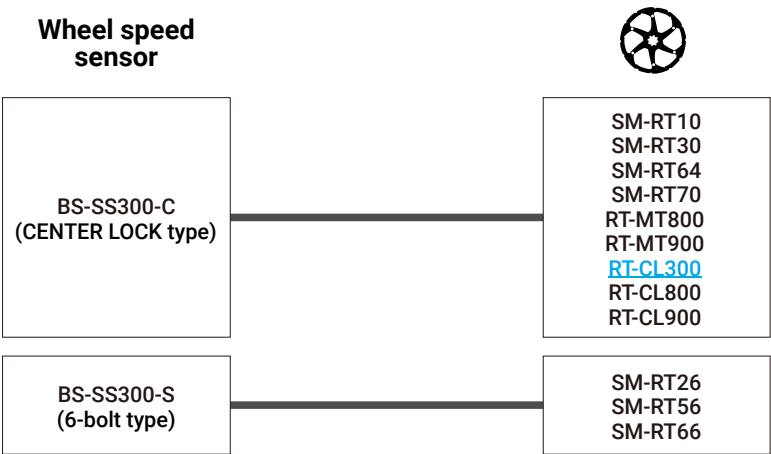 Wheel speed
sensor
BS-SS300-C
(CENTER LOCK type)
SM-RT10
SM-RT30
SM-RT64
SM-RT70
RT-MT800
RT-MT900
RT-CL300
RT-CL800
RT-CL900
BS-SS300-S
(6-bolt type)
SM-RT26
SM-RT56
SM-RT66